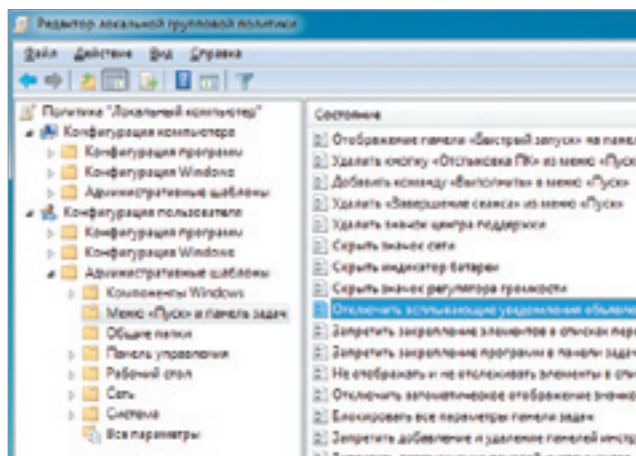 Редактор локальной групповой политики
Файл Действие Вид Справка
Политика "Локальный компьютер"
Конфигурация компьютера
Конфигурация программ
Конфигурация Windows
Административные шаблоны
Конфигурация пользователя
Конфигурация программ
Конфигурация Windows
Административные шаблоны
Компоненты Windows
Меню «Пуск» и панель задач
Общие папки
Панель управления
Рабочий стол
Сеть
Система
Все параметры
Состояние
Отображение панели «Быстрый запуск» на панел
Удалить кнопку «Отстыковка ПК» из меню «Пуск
Добавить команду «Выполнить» в меню «Пуск»
Удалить «Завершение сеанса» из меню «Пуск»
Удалить значок центра поддержки
Скрыть значок сети
Скрыть индикатор батареи
Скрыть значок регулятора громкости
Отключить всплывающие уведомления объявле
Запретить закрепление элементов в списках пере
Запретить закрепление программ в панели задач
Не отображать и не отслеживать элементы в спи
Отключить автоматическое отображение значко
Блокировать все параметры панели задач
Запретить добавление и удаление панелей инстру